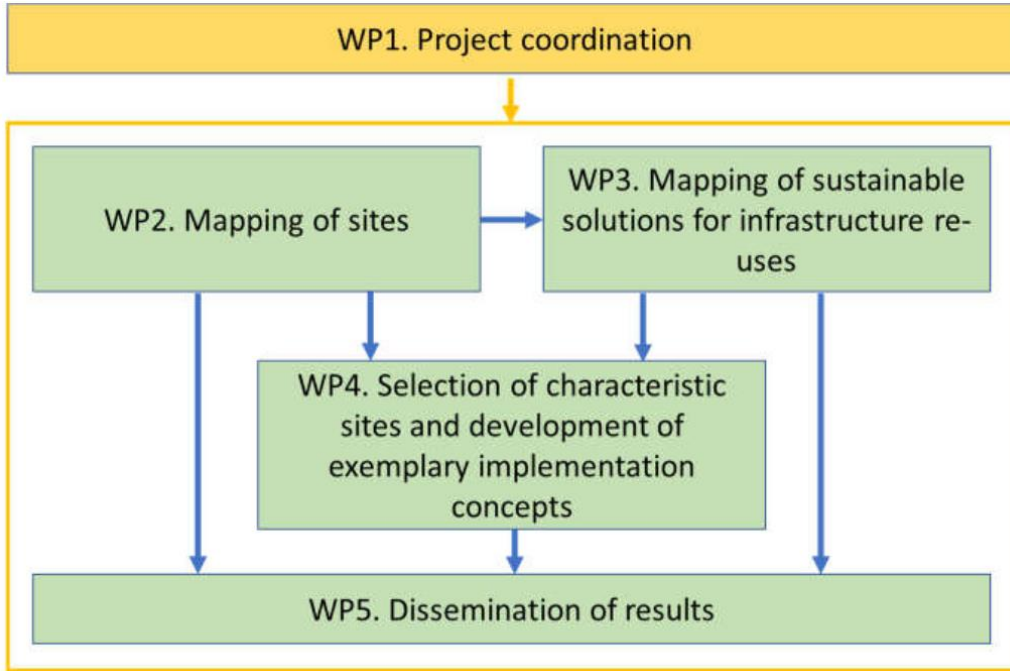 WP1. Project coordination
WP2. Mapping of sites
WP3. Mapping of sustainable
solutions for infrastructure re-
uses
WP4. Selection of characteristic
sites and development of
exemplary implementation
concepts
WP5. Dissemination of results